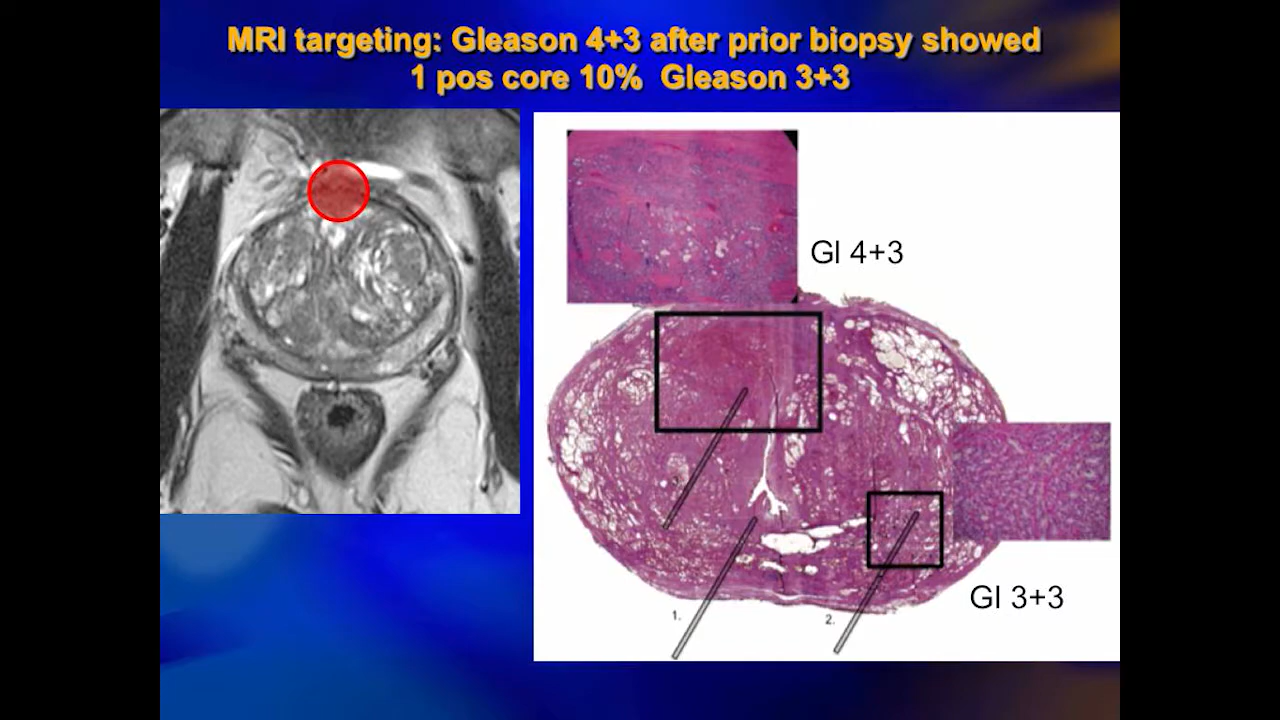 MRI targeting: Gleason 4+3 after prior biopsy showed
1 pos core 10% Gleason 3+3
Gl 4+3
Gl 3+3
1.
2.